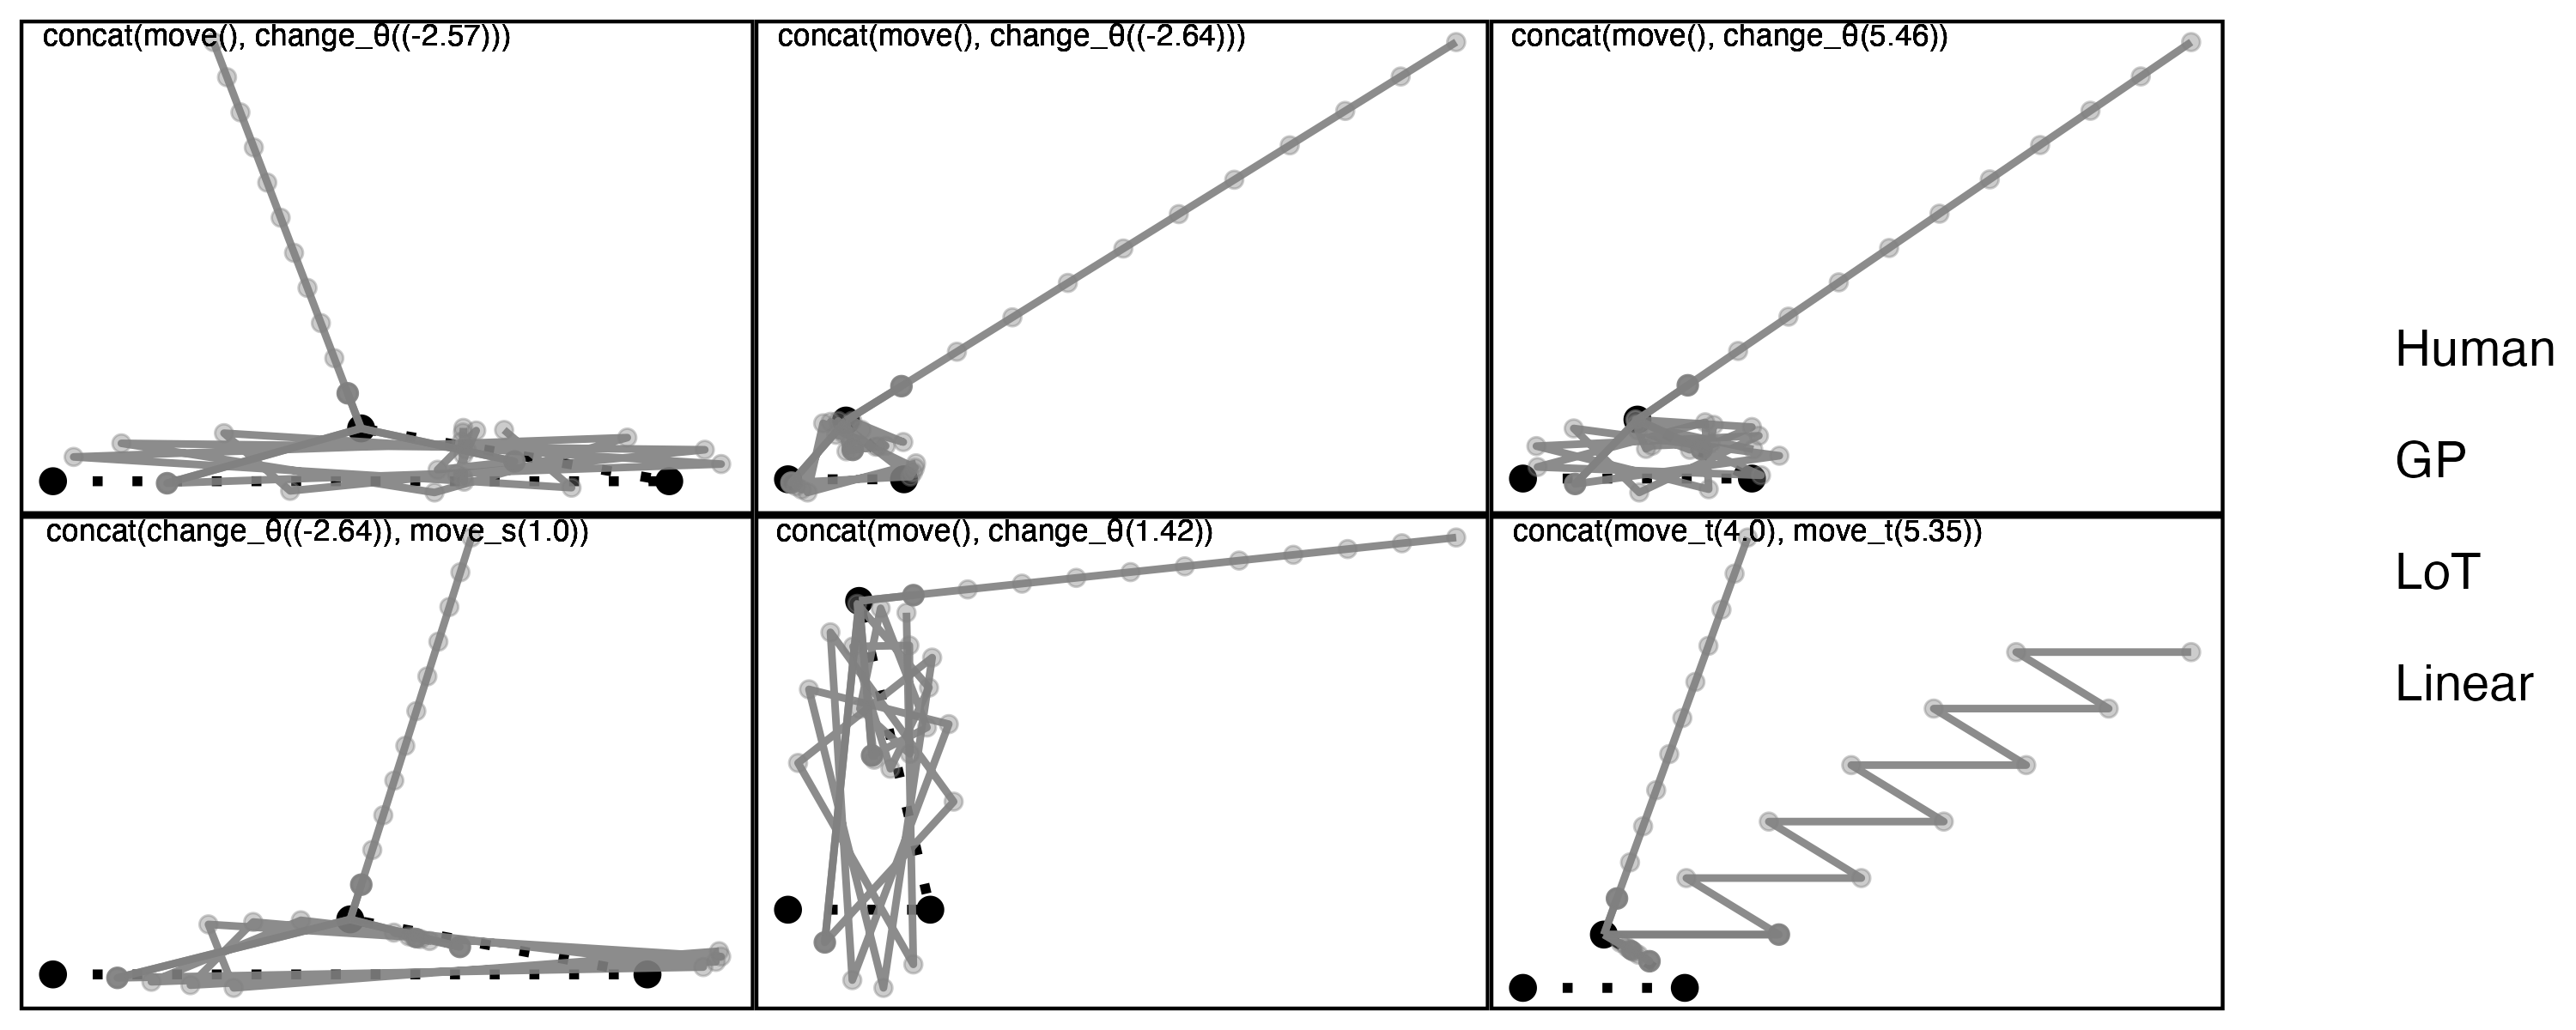 concat(move(), change_θ((-2.57)))
concat(move(), change_θ((-2.64)))
concat(move(), change_θ(5.46))
concat(change_θ((-2.64)), move_s(1.0))
concat(move(), change_θ(1.42))
concat(move_t(4.0), move_t(5.35))
Human
GP
LoT
Linear